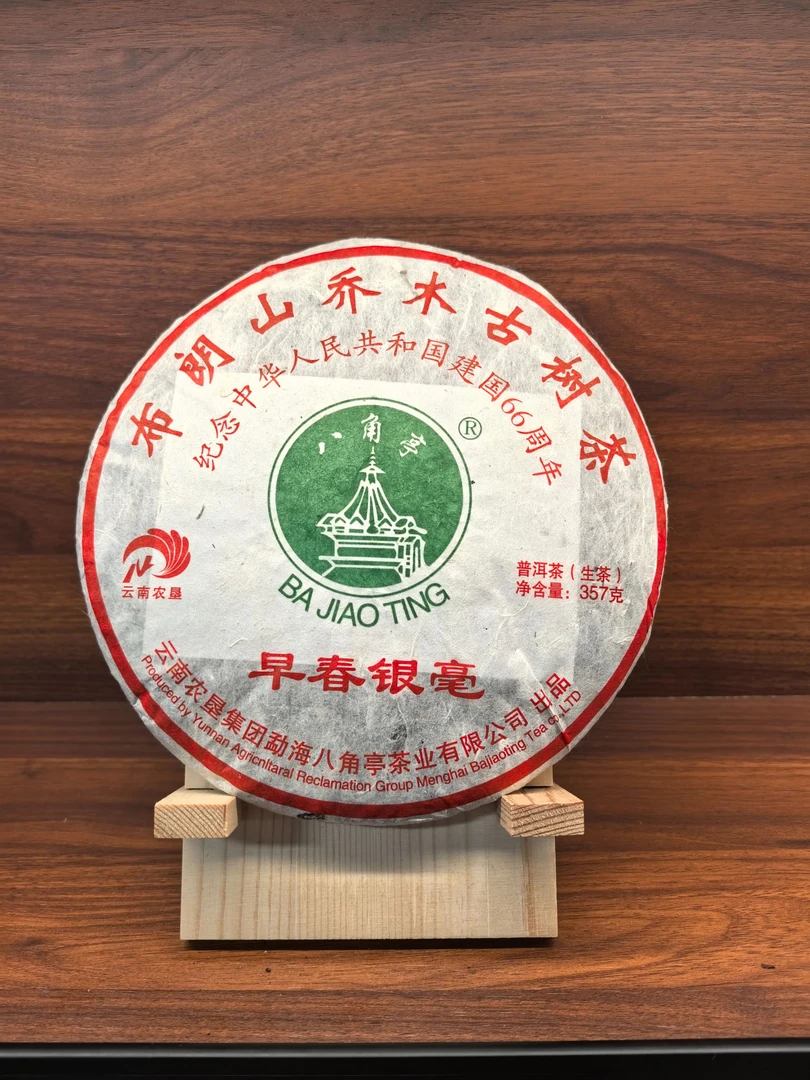 布朗山乔木古树茶
纪念中华人民共和国建国66周年
八角亭
®
BA JIAO TING
云南农垦
普洱茶（生茶）
净含量：357克
早春银毫
云南农垦集团勐海八角亭茶业有限公司 出品
Produced by Yunnan Agricnltaral Reclamation Group Menghai Bajiaoting Tea co.,LTD